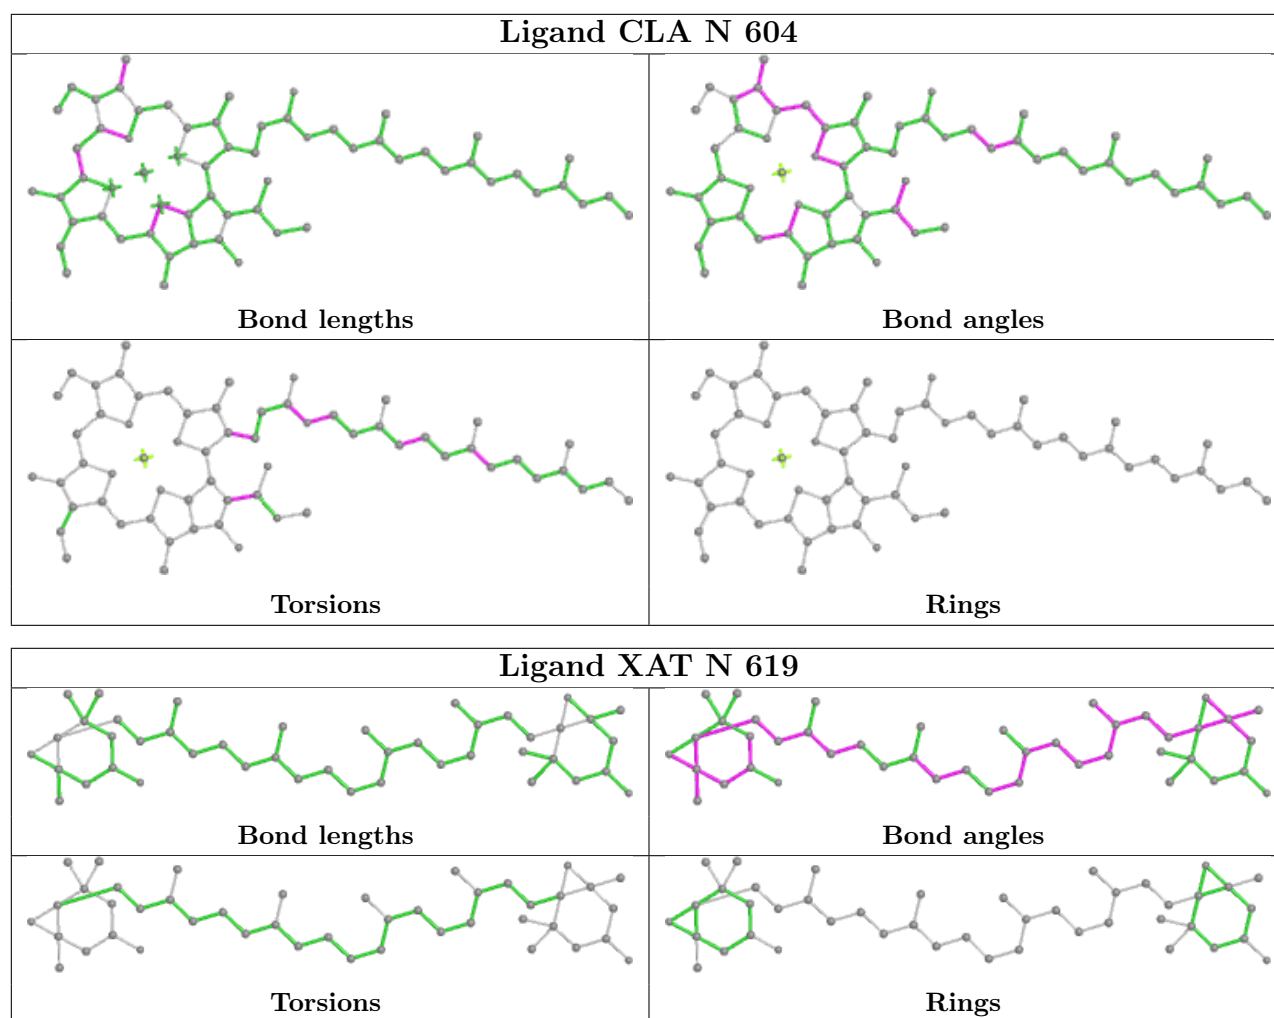 Ligand CLA N 604
Bond lengths
Bond angles
Torsions
Rings
Ligand XAT N 619
Bond lengths
Bond angles
Torsions
Rings